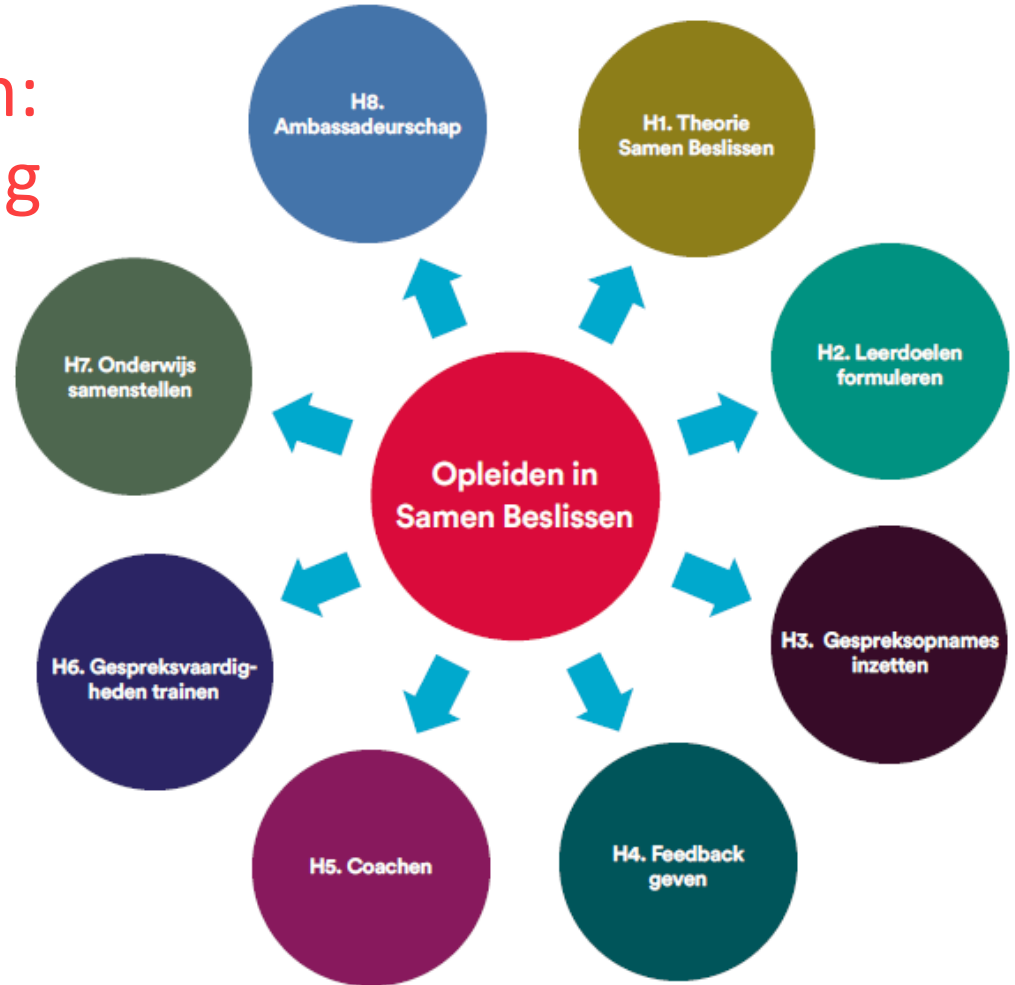 n:
g
H8.
Ambassadeurschap
H1. Theorie
Samen Beslissen
H2. Leerdoelen
formuleren
H3. Gespreksopnames
inzetten
H4. Feedback
geven
H5. Coachen
H6. Gespreksvaardig-
heden trainen
H7. Onderwijs
samenstellen
Opleiden in
Samen Beslissen